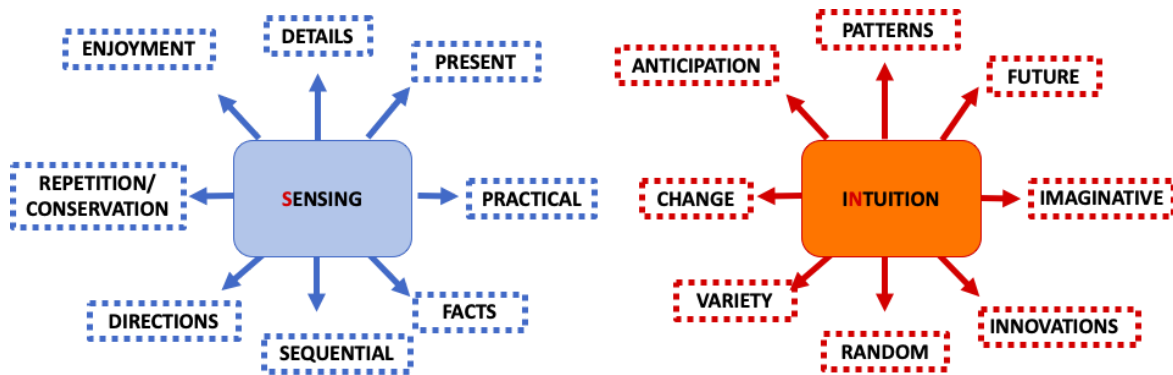 ENJOYMENT
DETAILS
PRESENT
REPETITION/
CONSERVATION
SENSING
PRACTICAL
DIRECTIONS
SEQUENTIAL
FACTS
ANTICIPATION
PATTERNS
FUTURE
CHANGE
INTUITION
IMAGINATIVE
VARIETY
RANDOM
INNOVATIONS